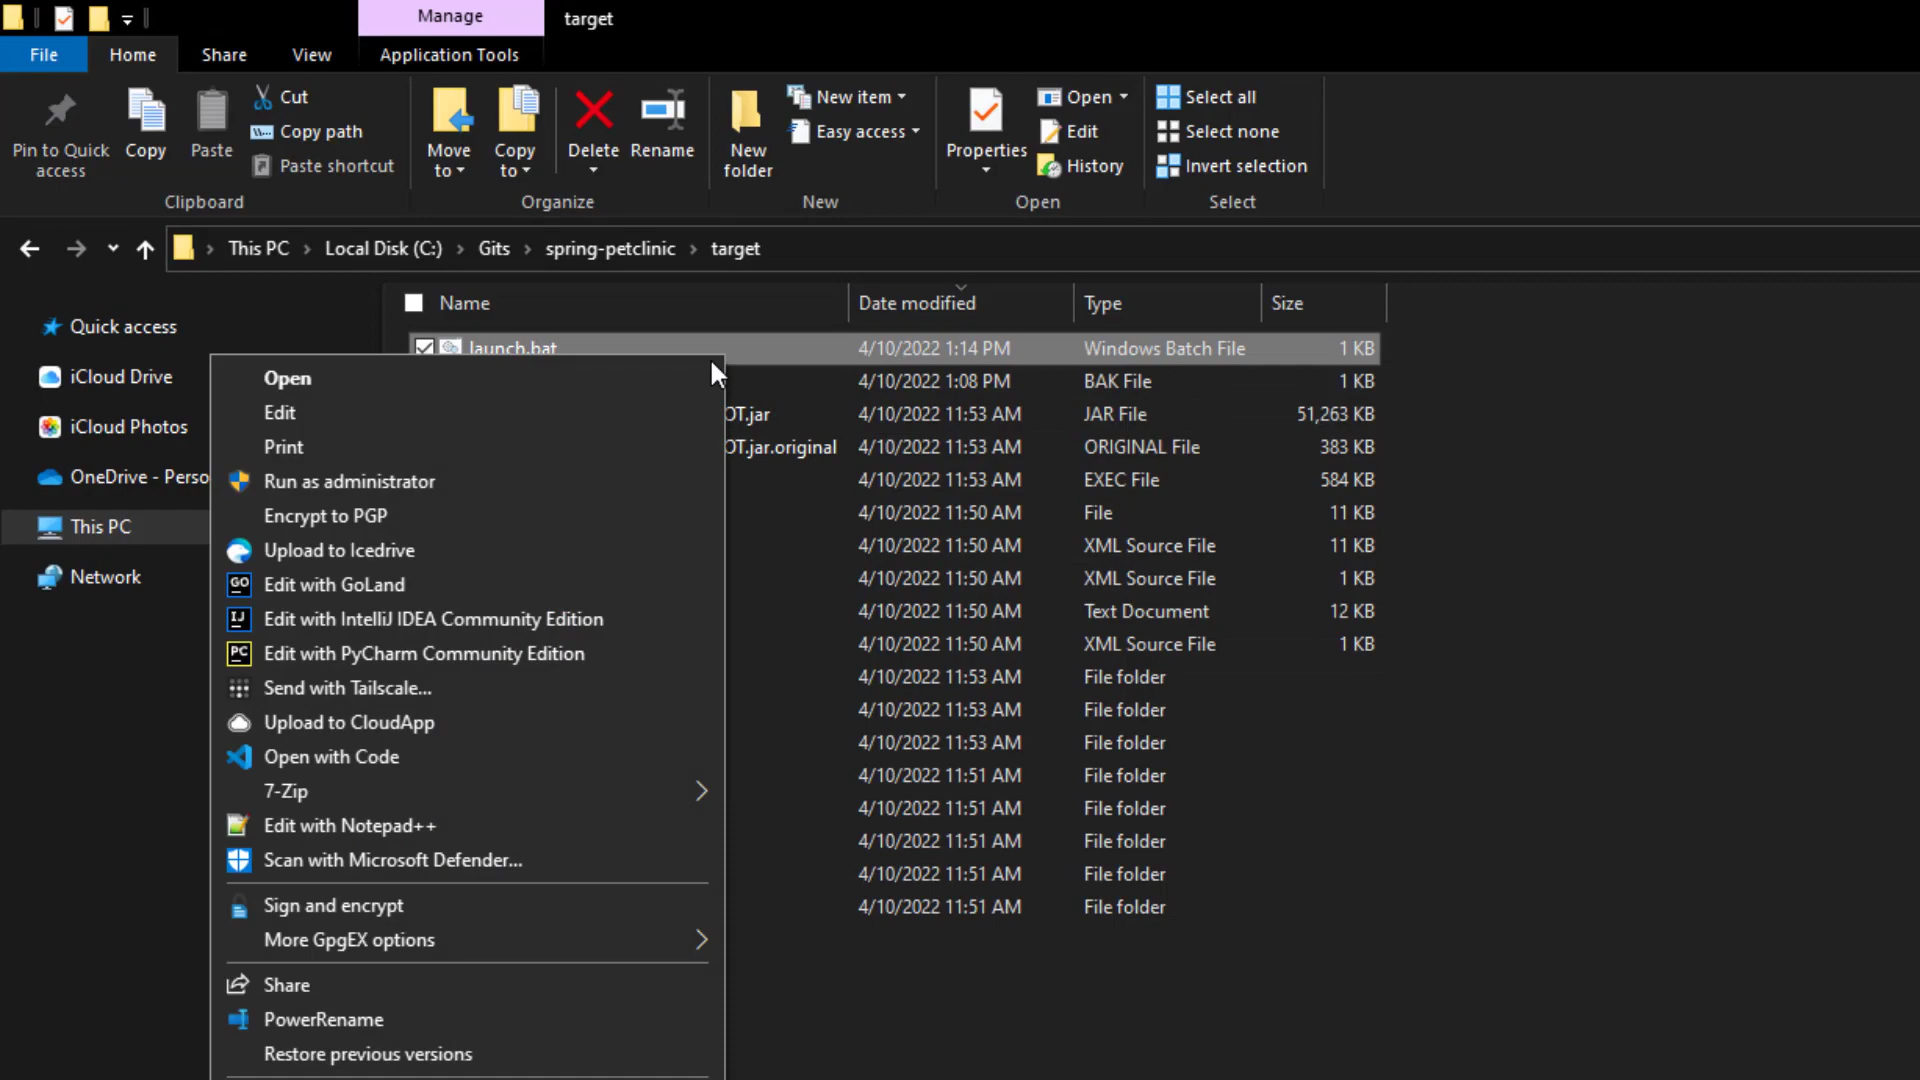 Manage
target
File
Home
Share
View
Application Tools
Pin to Quick
access
Copy
Paste
Cut
Copy path
Paste shortcut
Move
to
Copy
to
Delete
Rename
New
folder
New item
Easy access
Properties
Open
Edit
History
Select all
Select none
Invert selection
Clipboard
Organize
New
Open
Select
This PC > Local Disk (C:) > Gits > spring-petclinic > target
Name
Date modified
Type
Size
Quick access
iCloud Drive
iCloud Photos
OneDrive - Perso
This PC
Network
launch.bat 4/10/2022 1:14 PM Windows Batch File 1 KB
4/10/2022 1:08 PM BAK File 1 KB
OT.jar 4/10/2022 11:53 AM JAR File 51,263 KB
OT.jar.original 4/10/2022 11:53 AM ORIGINAL File 383 KB
4/10/2022 11:53 AM EXEC File 584 KB
4/10/2022 11:50 AM File 11 KB
4/10/2022 11:50 AM XML Source File 11 KB
4/10/2022 11:50 AM XML Source File 1 KB
4/10/2022 11:50 AM Text Document 12 KB
4/10/2022 11:50 AM XML Source File 1 KB
4/10/2022 11:53 AM File folder
4/10/2022 11:53 AM File folder
4/10/2022 11:53 AM File folder
4/10/2022 11:51 AM File folder
4/10/2022 11:51 AM File folder
4/10/2022 11:51 AM File folder
4/10/2022 11:51 AM File folder
4/10/2022 11:51 AM File folder
Open
Edit
Print
Run as administrator
Encrypt to PGP
Upload to Icedrive
GO Edit with GoLand
IJ Edit with IntelliJ IDEA Community Edition
PC Edit with PyCharm Community Edition
Send with Tailscale...
Upload to CloudApp
Open with Code
7-Zip
Edit with Notepad++
Scan with Microsoft Defender...
Sign and encrypt
More GpgEX options
Share
PowerRename
Restore previous versions